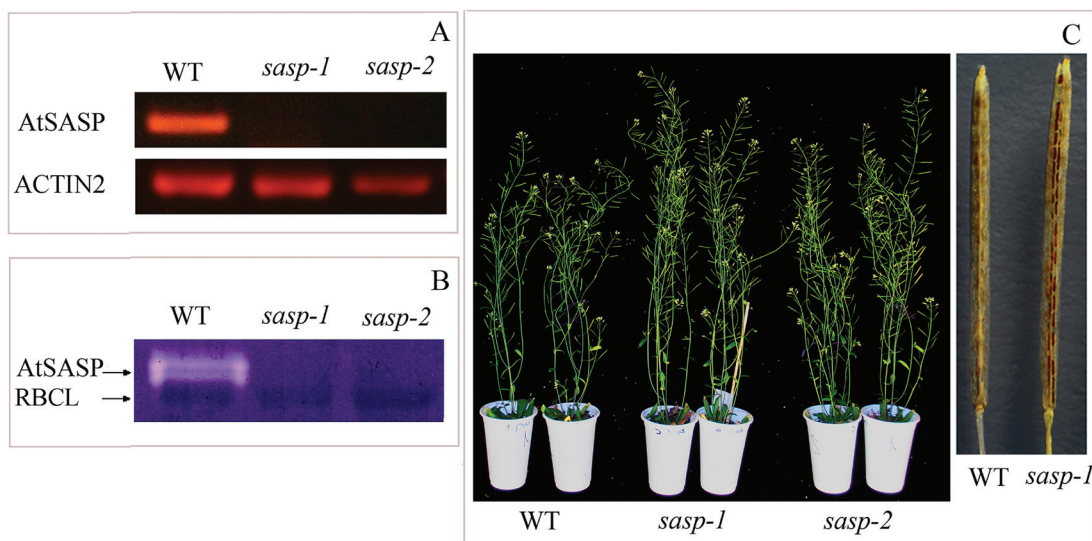 A
WT sasp-1 sasp-2
AtSASP
ACTIN2
B
WT sasp-1 sasp-2
AtSASP
RBCL
C
WT sasp-1 sasp-2
WT sasp-1